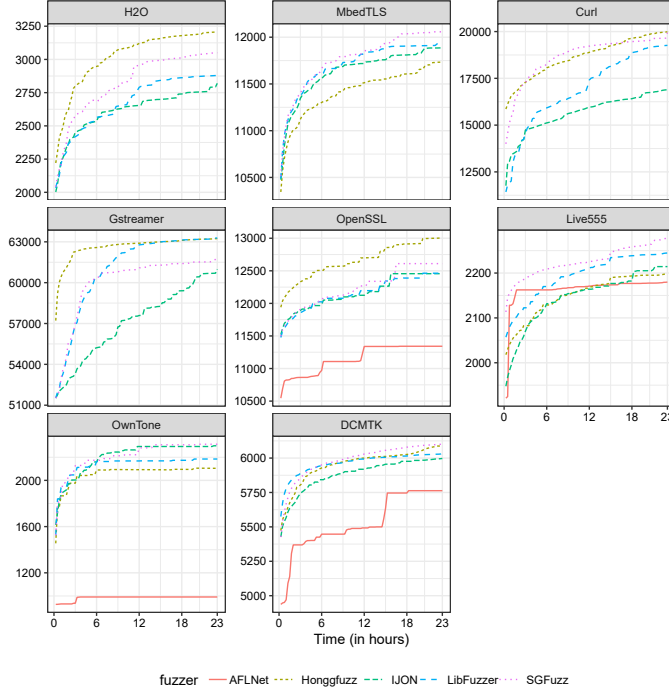 H2O
MbedTLS
Curl
3250
3000
2750
2500
2250
2000
12000
11500
11000
10500
20000
17500
15000
12500
Gstreamer
OpenSSL
Live555
63000
60000
57000
54000
51000
13000
12500
12000
11500
11000
10500
2200
2100
2000
0 6 12 18 23
OwnTone
DCMTK
2000
1600
1200
6000
5750
5500
5250
5000
0 6 12 18 23
0 6 12 18 23
Time (in hours)
fuzzer AFLNet Honggfuzz IJON LibFuzzer SGFuzz